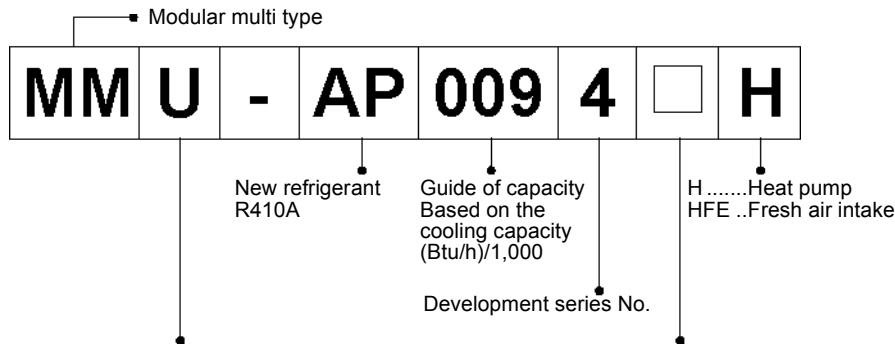 Modular multi type
MM U - AP 009 4 □ H
New refrigerant
R410A
Guide of capacity
Based on the
cooling capacity
(Btu/h)/1,000
H .......Heat pump
HFE ..Fresh air intake
Development series No.